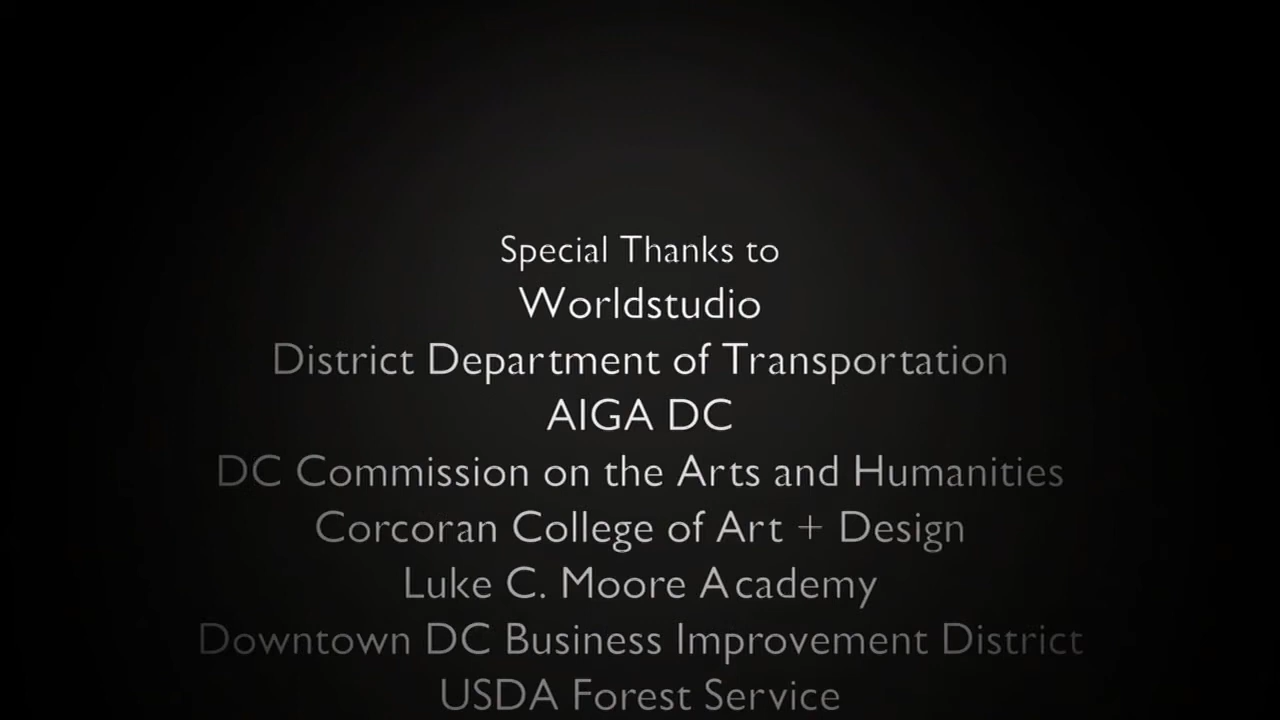 Special Thanks to
Worldstudio
District Department of Transportation
AIGA DC
DC Commission on the Arts and Humanities
Corcoran College of Art + Design
Luke C. Moore Academy
Downtown DC Business Improvement District
USDA Forest Service